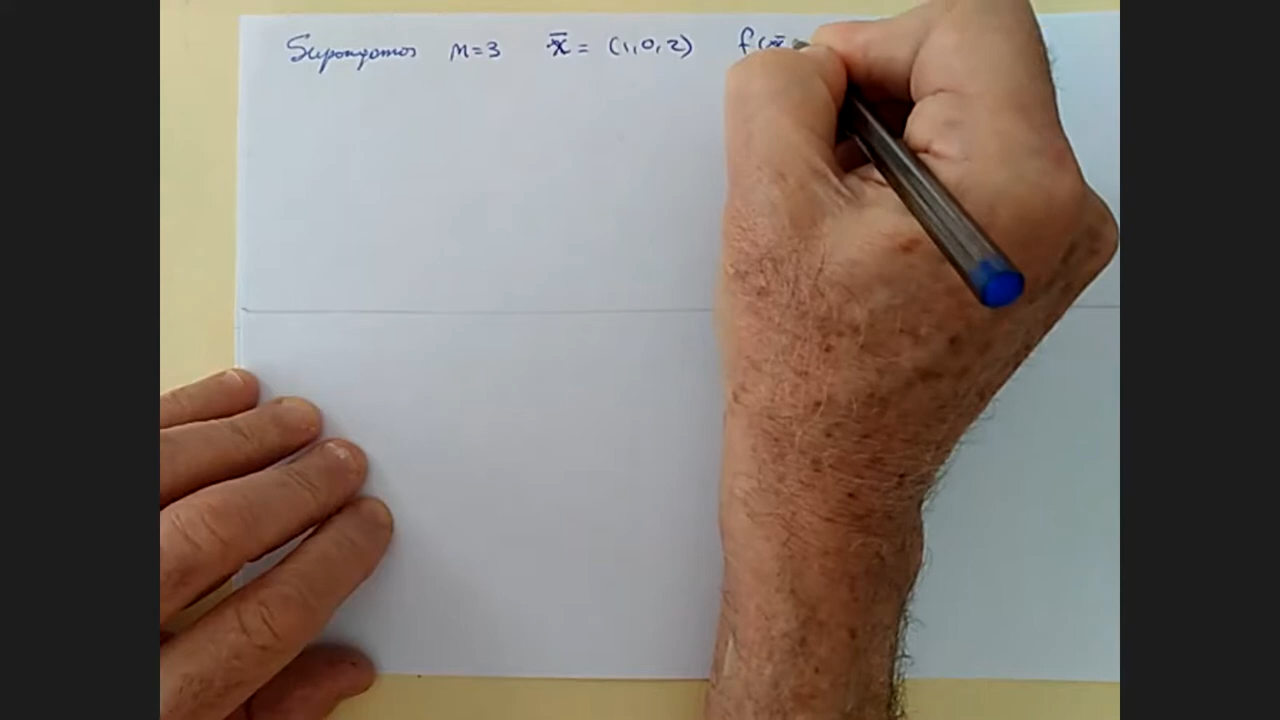 Supongamos n=3 x̄ = (1,0,2) f(x̄